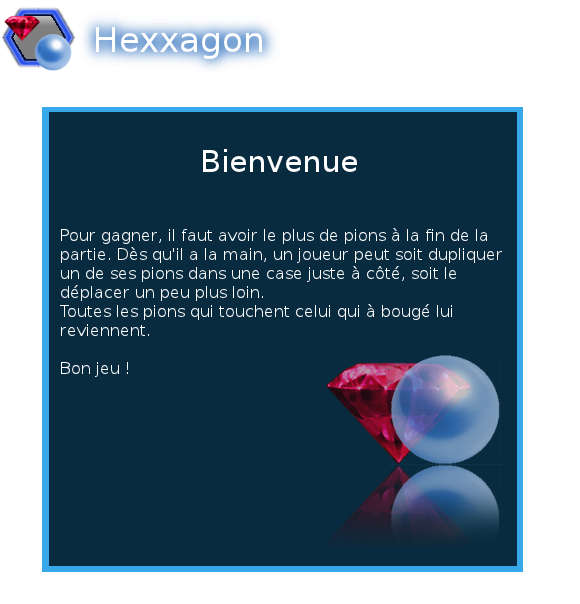 Hexxagon
Bienvenue
Pour gagner, il faut avoir le plus de pions à la fin de la
partie. Dès qu'il a la main, un joueur peut soit dupliquer
un de ses pions dans une case juste à côté, soit le
déplacer un peu plus loin.
Toutes les pions qui touchent celui qui à bougé lui
reviennent.
Bon jeu !